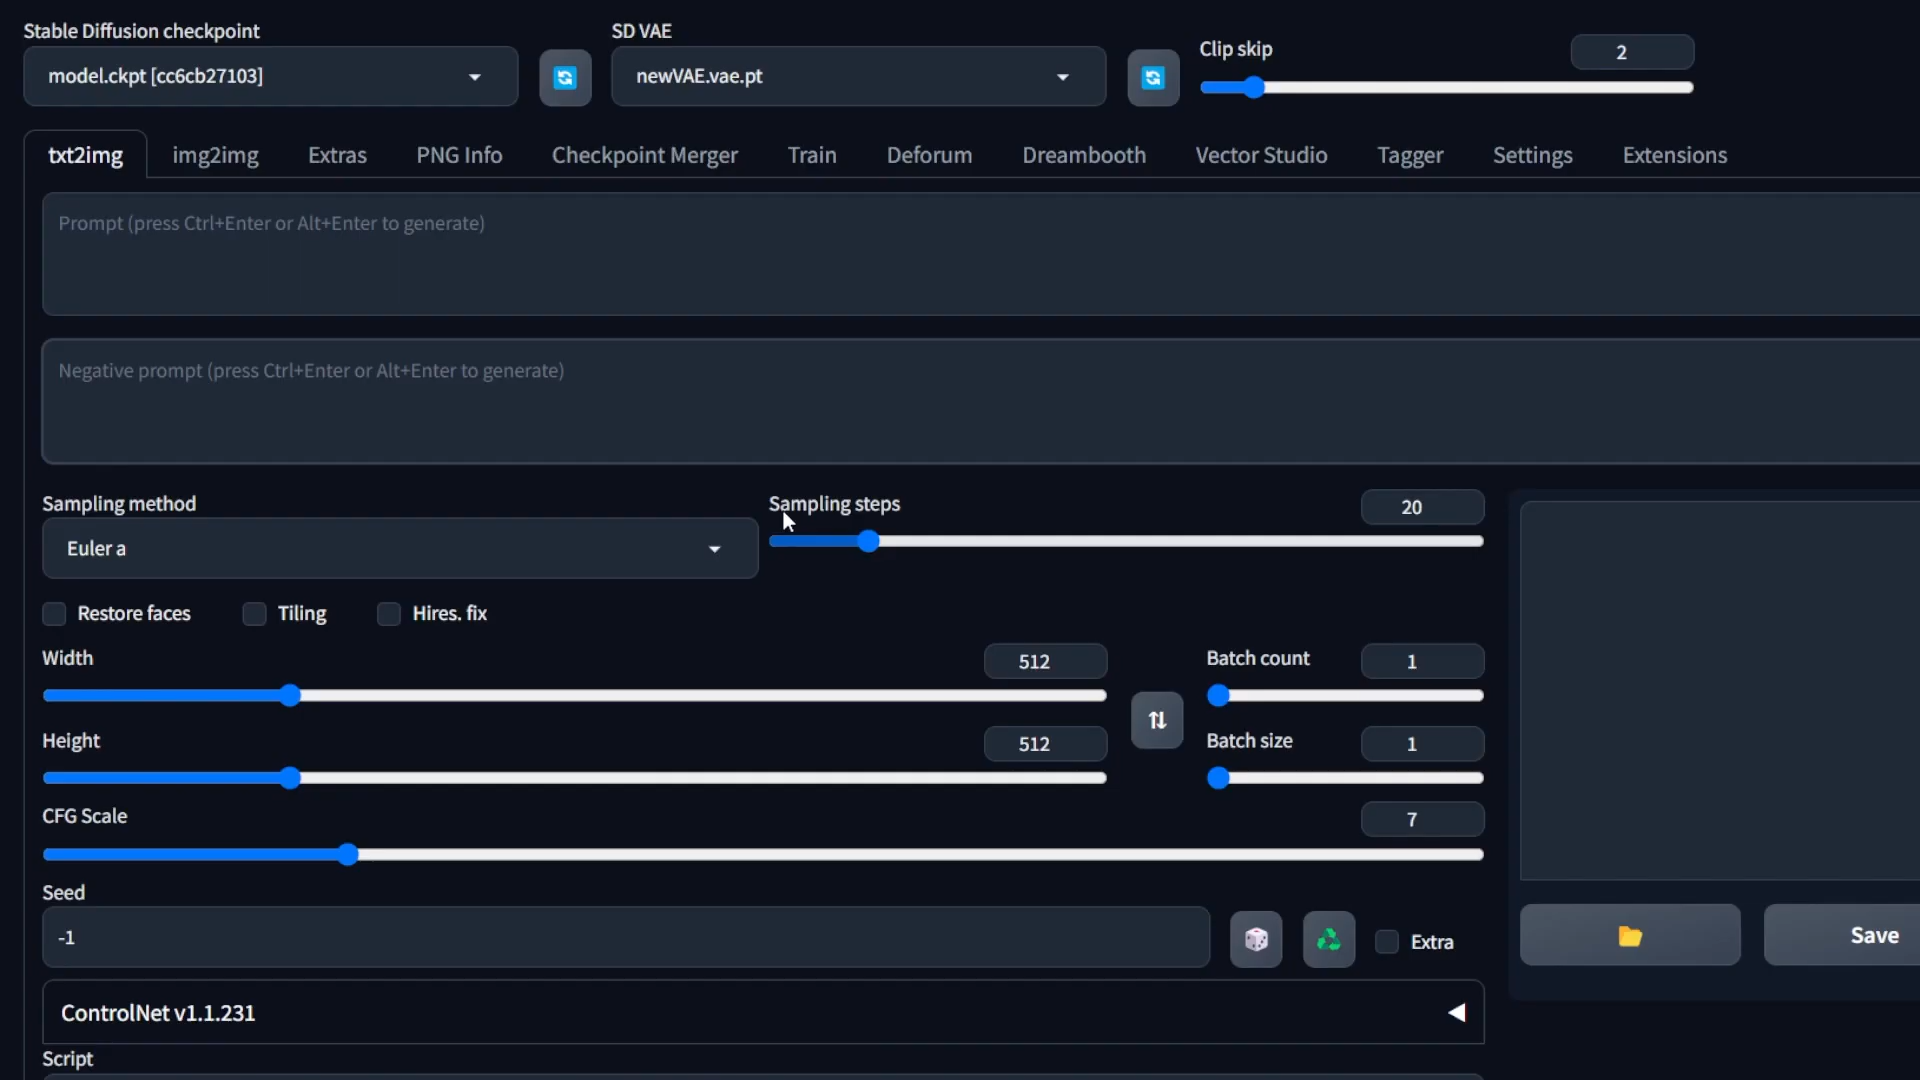 Stable Diffusion checkpoint
SD VAE
Clip skip
2
model.ckpt [cc6cb27103]
newVAE.vae.pt
txt2img
img2img
Extras
PNG Info
Checkpoint Merger
Train
Deforum
Dreambooth
Vector Studio
Tagger
Settings
Extensions
Prompt (press Ctrl+Enter or Alt+Enter to generate)
Negative prompt (press Ctrl+Enter or Alt+Enter to generate)
Sampling method
Euler a
Sampling steps
20
Restore faces
Tiling
Hires. fix
Width
512
Batch count
1
Height
512
Batch size
1
CFG Scale
7
Seed
-1
Extra
Save
ControlNet v1.1.231
Script